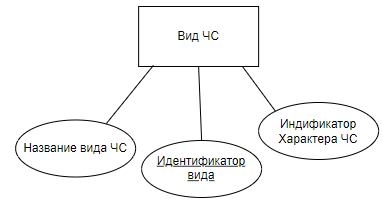 Вид ЧС
Название вида ЧС
Идентификатор
вида
Индификатор
Характера ЧС